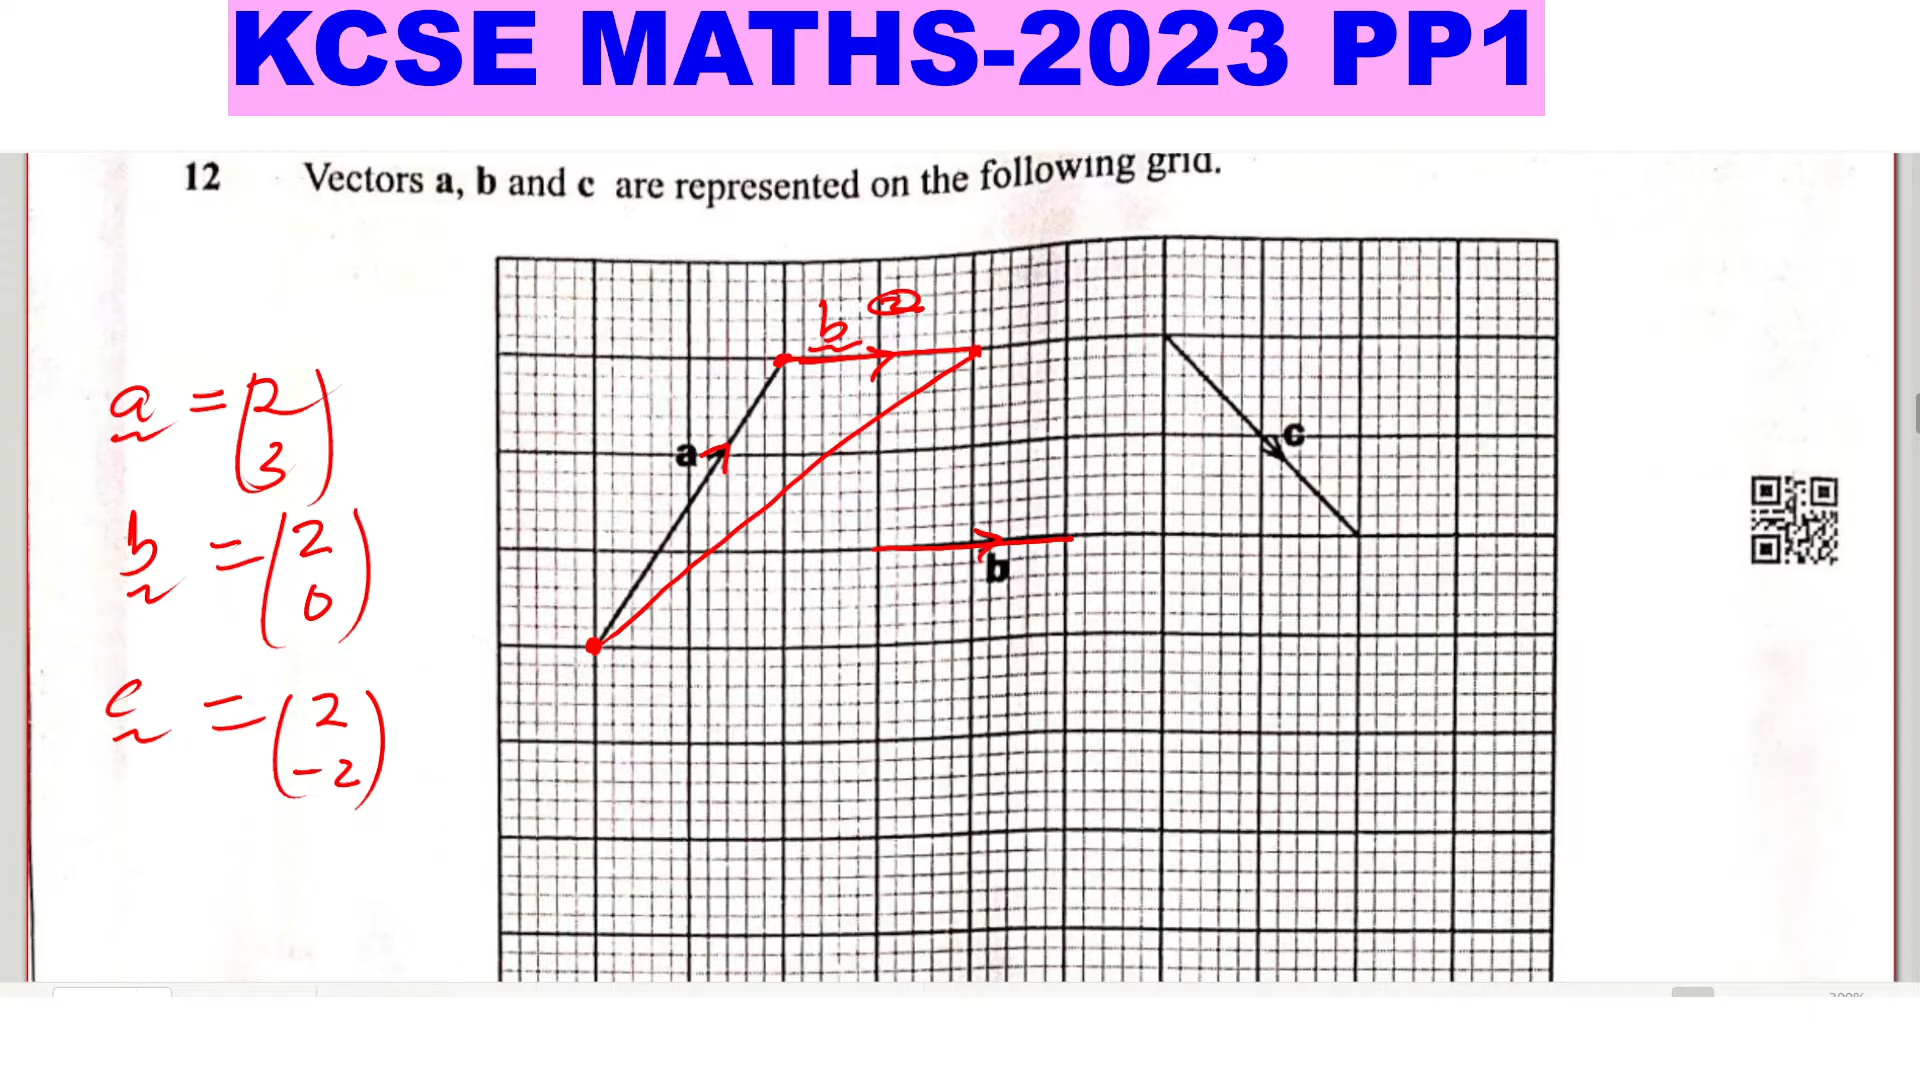 KCSE MATHS-2023 PP1
12 Vectors a, b and c are represented on the following grid.
b
a
c
b
a = (2
3)
b = (2
0)
c = (2
-2)